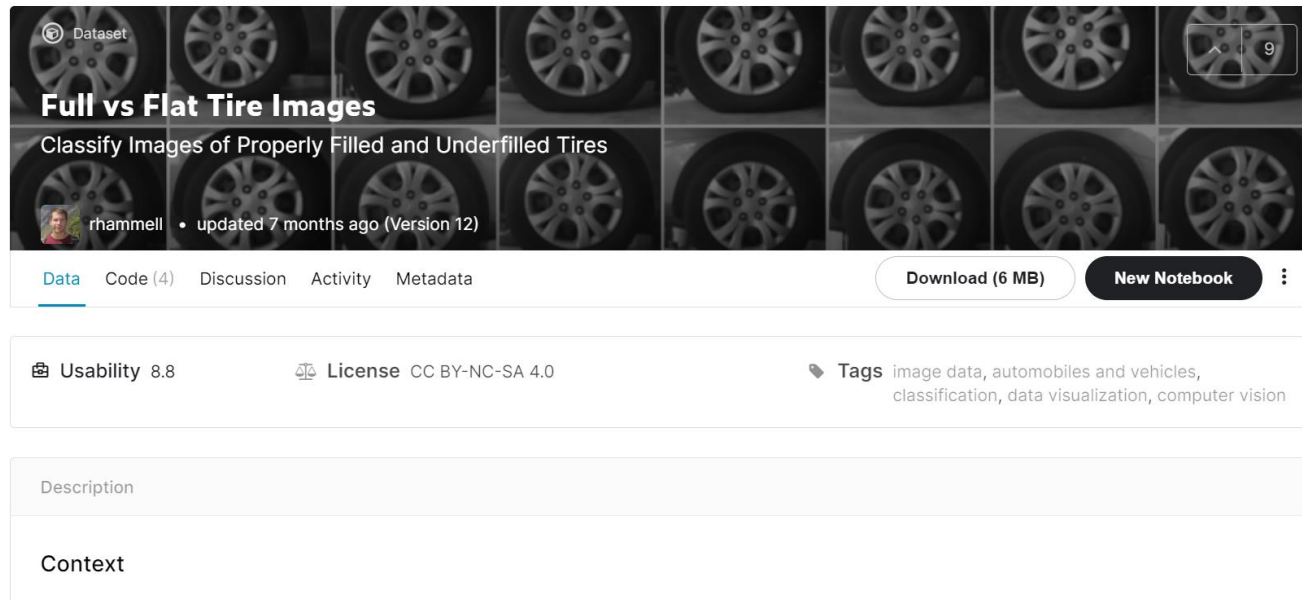 Dataset
9
Full vs Flat Tire Images
Classify Images of Properly Filled and Underfilled Tires
rhammell • updated 7 months ago (Version 12)
Data Code (4) Discussion Activity Metadata Download (6 MB) New Notebook
Usability 8.8 License CC BY-NC-SA 4.0 Tags image data, automobiles and vehicles,
classification, data visualization, computer vision
Description
Context